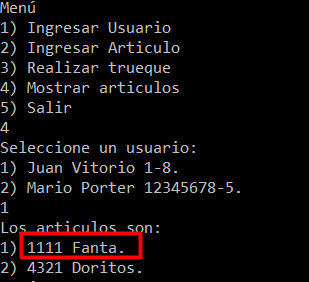 Menú
1) Ingresar Usuario
2) Ingresar Articulo
3) Realizar trueque
4) Mostrar articulos
5) Salir
4
Seleccione un usuario:
1) Juan Vitorio 1-8.
2) Mario Porter 12345678-5.
1
Los articulos son:
1) 1111 Fanta.
2) 4321 Doritos.